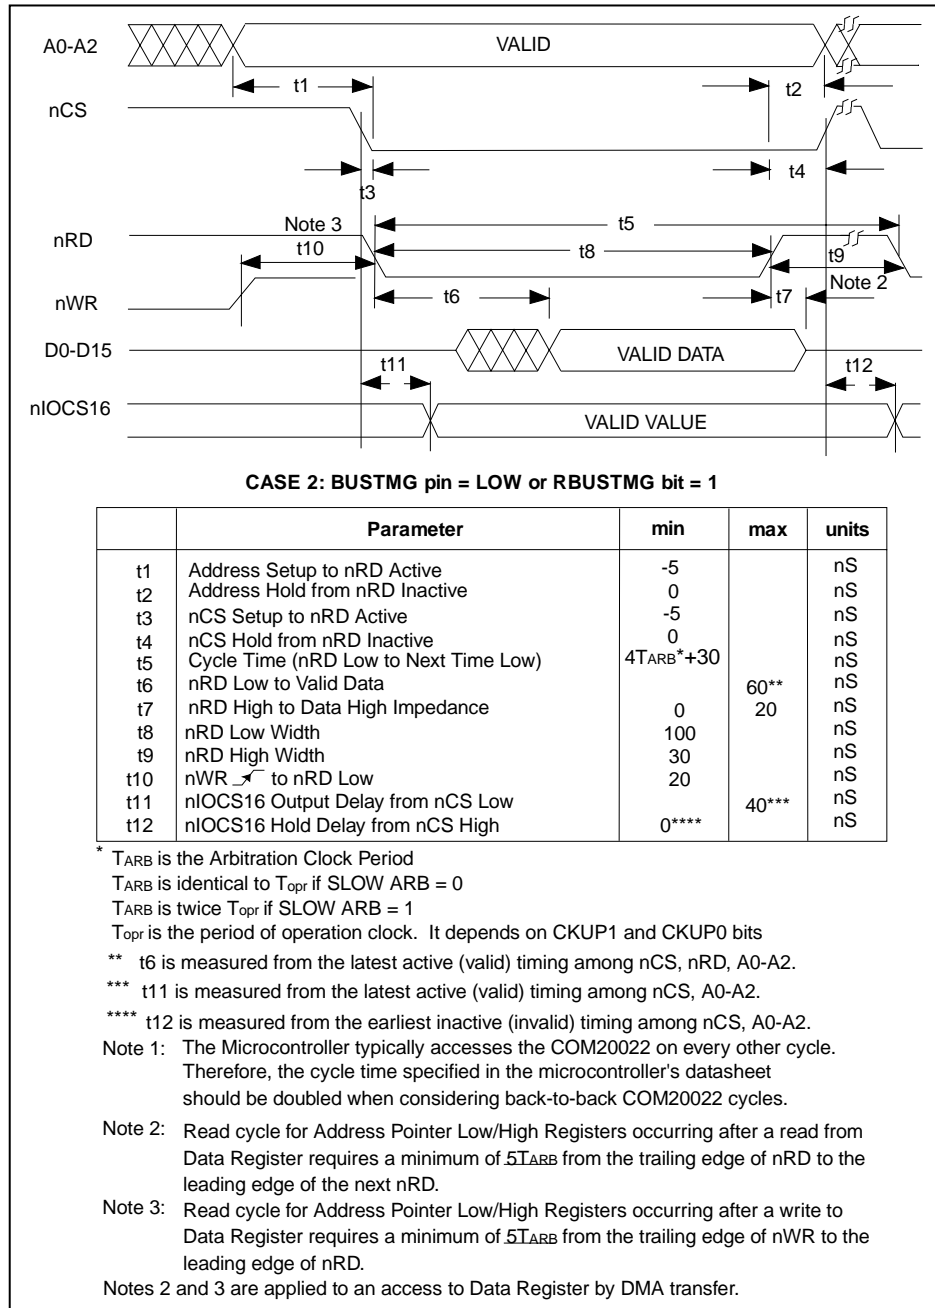 A0-A2
VALID
t1
t2
nCS
t3
t4
Note 3
t5
nRD
t10
t8
t9
nWR
t6
t7
Note 2
D0-D15
VALID DATA
t11
t12
nIOCS16
VALID VALUE
CASE 2: BUSTMG pin = LOW or RBUSTMG bit = 1
Parameter min max units
t1 Address Setup to nRD Active -5 nS
t2 Address Hold from nRD Inactive 0 nS
t3 nCS Setup to nRD Active -5 nS
t4 nCS Hold from nRD Inactive 0 nS
t5 Cycle Time (nRD Low to Next Time Low) 4TARB*+30 nS
t6 nRD Low to Valid Data 60** nS
t7 nRD High to Data High Impedance 0 20 nS
t8 nRD Low Width 100 nS
t9 nRD High Width 30 nS
t10 nWR to nRD Low 20 nS
t11 nIOCS16 Output Delay from nCS Low 40*** nS
t12 nIOCS16 Hold Delay from nCS High 0**** nS
* TARB is the Arbitration Clock Period
TARB is identical to Topr if SLOW ARB = 0
TARB is twice Topr if SLOW ARB = 1
Topr is the period of operation clock. It depends on CKUP1 and CKUP0 bits
** t6 is measured from the latest active (valid) timing among nCS, nRD, A0-A2.
*** t11 is measured from the latest active (valid) timing among nCS, A0-A2.
**** t12 is measured from the earliest inactive (invalid) timing among nCS, A0-A2.
Note 1: The Microcontroller typically accesses the COM20022 on every other cycle.
Therefore, the cycle time specified in the microcontroller's datasheet
should be doubled when considering back-to-back COM20022 cycles.
Note 2: Read cycle for Address Pointer Low/High Registers occurring after a read from
Data Register requires a minimum of 5TARB from the trailing edge of nRD to the
leading edge of the next nRD.
Note 3: Read cycle for Address Pointer Low/High Registers occurring after a write to
Data Register requires a minimum of 5TARB from the trailing edge of nWR to the
leading edge of nRD.
Notes 2 and 3 are applied to an access to Data Register by DMA transfer.